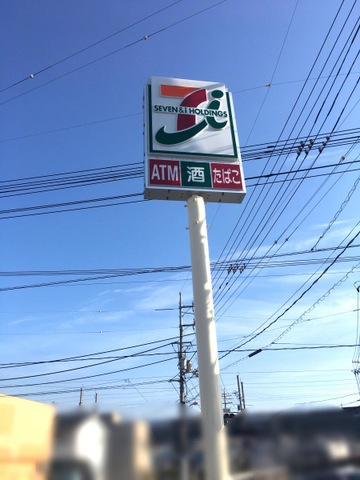 SEVEN&i HOLDINGS
ATM 酒 たばこ